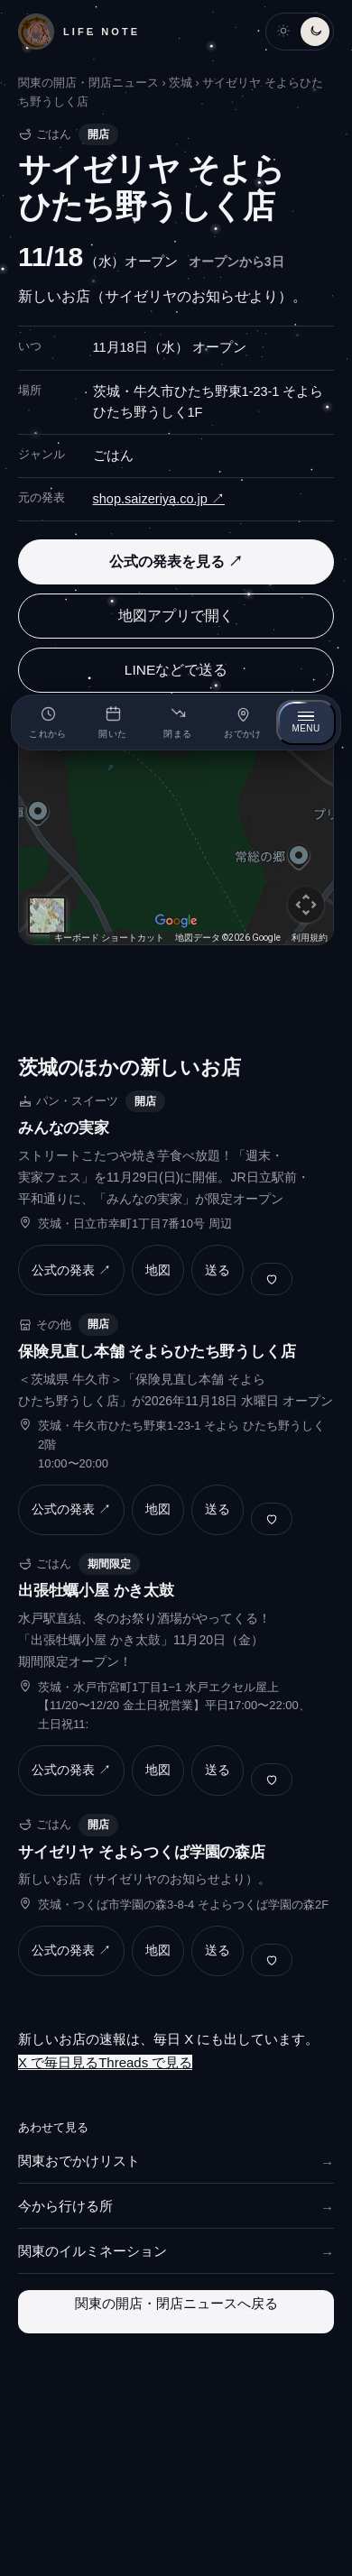 LIFE NOTE
関東の開店・閉店ニュース › 茨城 › サイゼリヤ そよらひた
ち野うしく店
ごはん 開店
サイゼリヤ そよら
ひたち野うしく店
11/18（水）オープン オープンから3日
新しいお店（サイゼリヤのお知らせより）。
いつ 11月18日（水） オープン
場所 茨城・牛久市ひたち野東1-23-1 そよら
ひたち野うしく1F
ジャンル ごはん
元の発表 shop.saizeriya.co.jp ↗
公式の発表を見る ↗
地図アプリで開く
LINEなどで送る
これから 開いた 閉まる おでかけ MENU
プリ
常総の郷
Google
キーボード ショートカット 地図データ ©2026 Google 利用規約
茨城のほかの新しいお店
パン・スイーツ 開店
みんなの実家
ストリートこたつや焼き芋食べ放題！「週末・
実家フェス」を11月29日(日)に開催。JR日立駅前・
平和通りに、「みんなの実家」が限定オープン
茨城・日立市幸町1丁目7番10号 周辺
公式の発表 ↗ 地図 送る
その他 開店
保険見直し本舗 そよらひたち野うしく店
＜茨城県 牛久市＞「保険見直し本舗 そよら
ひたち野うしく店」が2026年11月18日 水曜日 オープン
茨城・牛久市ひたち野東1-23-1 そよら ひたち野うしく
2階
10:00〜20:00
公式の発表 ↗ 地図 送る
ごはん 期間限定
出張牡蠣小屋 かき太鼓
水戸駅直結、冬のお祭り酒場がやってくる！
「出張牡蠣小屋 かき太鼓」11月20日（金）
期間限定オープン！
茨城・水戸市宮町1丁目1−1 水戸エクセル屋上
【11/20〜12/20 金土日祝営業】平日17:00〜22:00、
土日祝11:
公式の発表 ↗ 地図 送る
ごはん 開店
サイゼリヤ そよらつくば学園の森店
新しいお店（サイゼリヤのお知らせより）。
茨城・つくば市学園の森3-8-4 そよらつくば学園の森2F
公式の発表 ↗ 地図 送る
新しいお店の速報は、毎日 X にも出しています。
X で毎日見るThreads で見る
あわせて見る
関東おでかけリスト →
今から行ける所 →
関東のイルミネーション →
関東の開店・閉店ニュースへ戻る